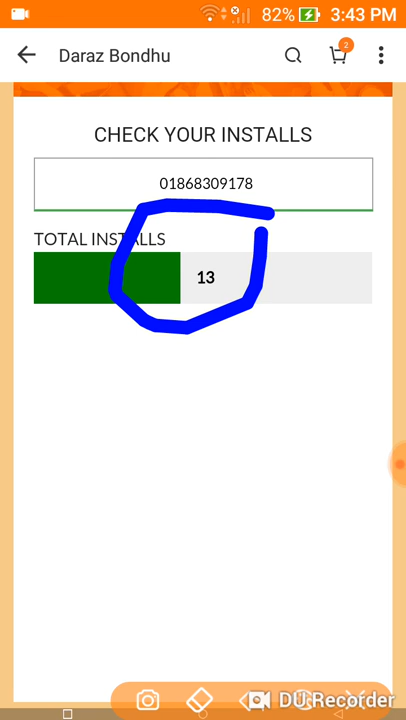 82% 3:43 PM
Daraz Bondhu
2
CHECK YOUR INSTALLS
01868309178
TOTAL INSTALLS
13
DU Recorder